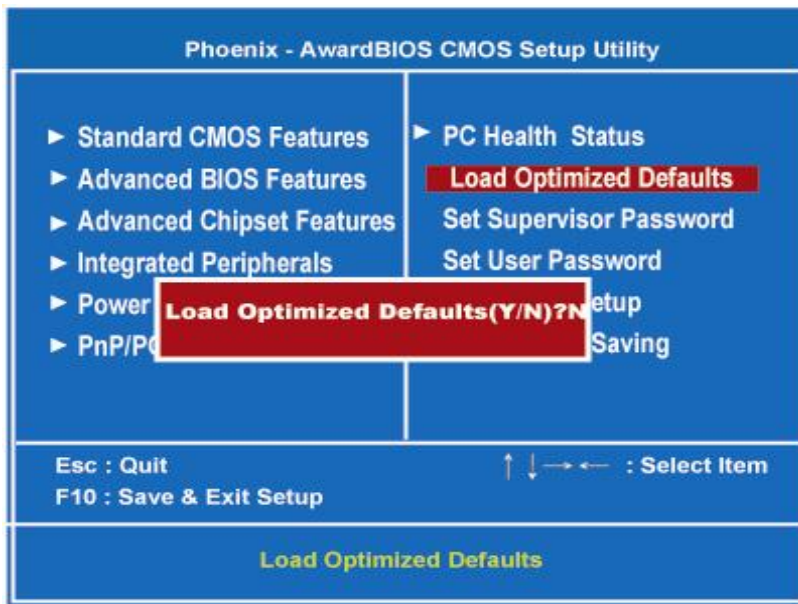 Phoenix - AwardBIOS CMOS Setup Utility
► Standard CMOS Features
► Advanced BIOS Features
► Advanced Chipset Features
► Integrated Peripherals
► Power
► PnP/PC
► PC Health Status
Load Optimized Defaults
Set Supervisor Password
Set User Password
etup
Saving
Load Optimized Defaults(Y/N)?N
Esc : Quit
↑ ↓ → ← : Select Item
F10 : Save & Exit Setup
Load Optimized Defaults